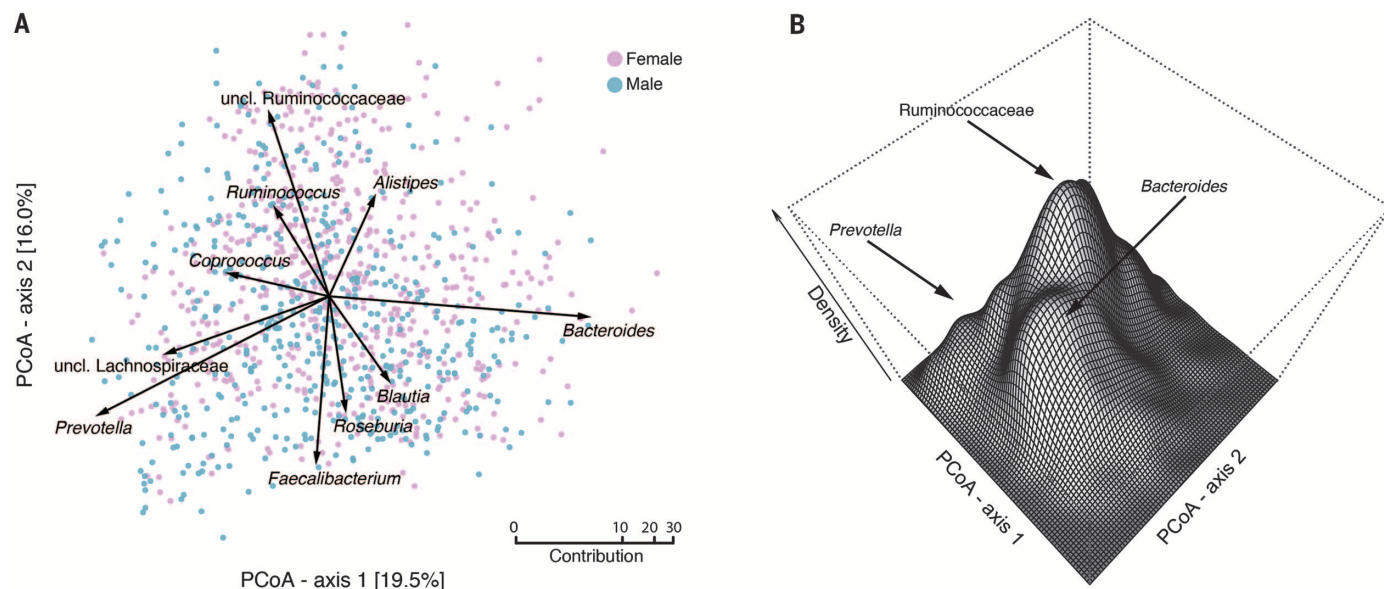 A
Female
Male
uncl. Ruminococcaceae
Ruminococcus
Alistipes
Coprococcus
Bacteroides
uncl. Lachnospiraceae
Prevotella
Blautia
Roseburia
Faecalibacterium
PCoA - axis 2 [16.0%]
0 10 20 30
Contribution
PCoA - axis 1 [19.5%]
B
Ruminococcaceae
Bacteroides
Prevotella
Density
PCoA - axis 1
PCoA - axis 2